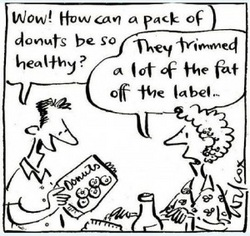 Wow! How can a pack of
donuts be so
healthy?
They trimmed
a lot of the fat
off the label..
Donuts